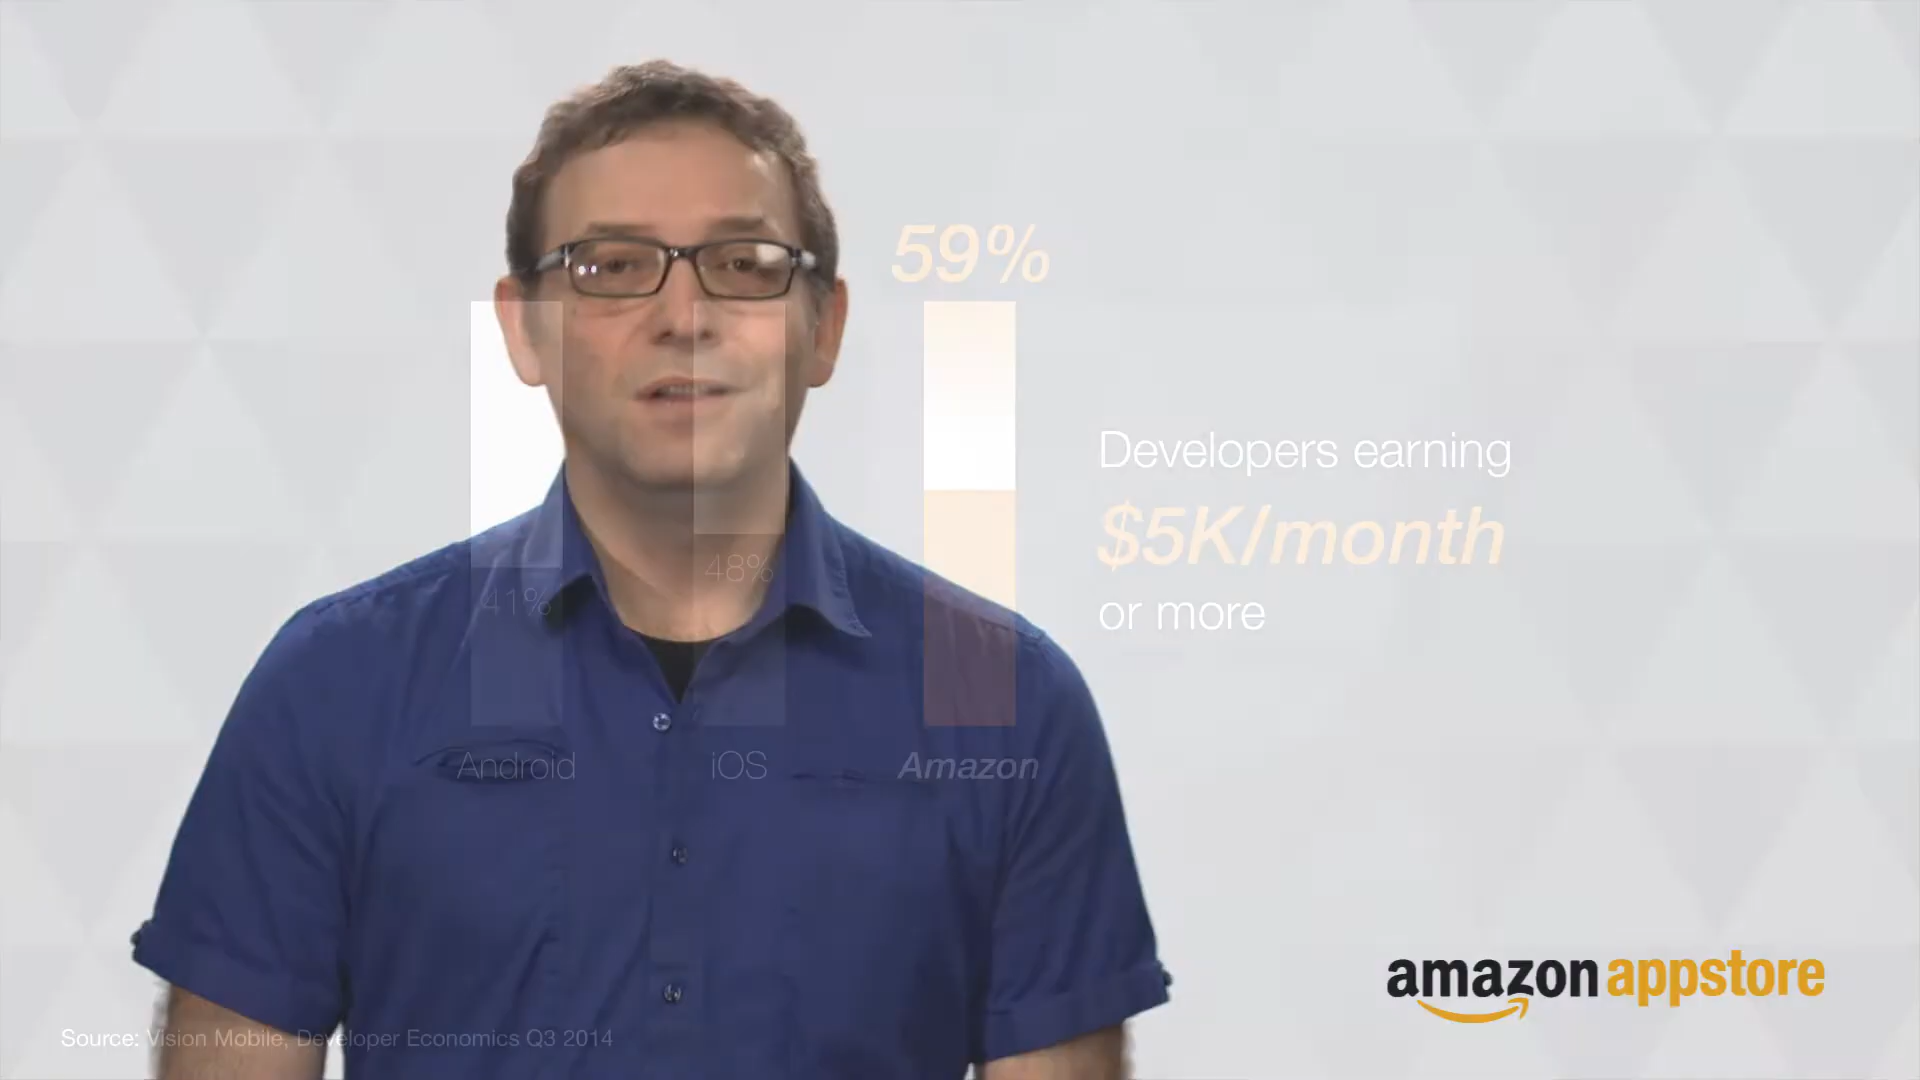 59%
48%
41%
Android
iOS
Amazon
Developers earning
$5K/month
or more
amazon appstore
Source: Vision Mobile, Developer Economics Q3 2014